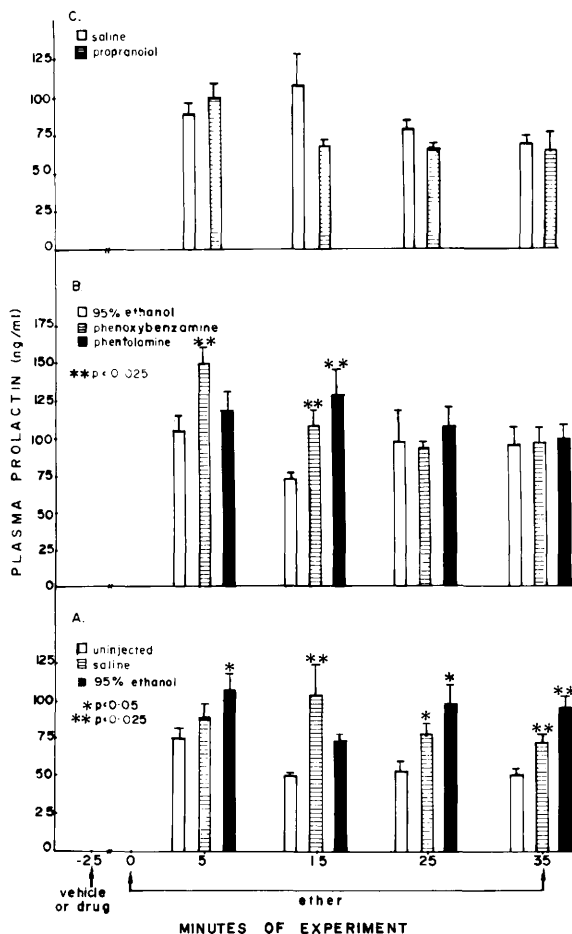 C.
saline
propranolol
125
100
75
50
25
0
B
95% ethanol
phenoxybenzamine
phentolamine
**p<0.025
175
150
125
100
75
50
25
0
**
**
**
PLASMA PROLACTIN (ng/ml)
A.
uninjected
saline
95% ethanol
*p<0.05
**p<0.025
125
100
75
50
25
0
*
**
*
*
**
**
-25
0
5
15
25
35
vehicle
or drug
ether
MINUTES OF EXPERIMENT